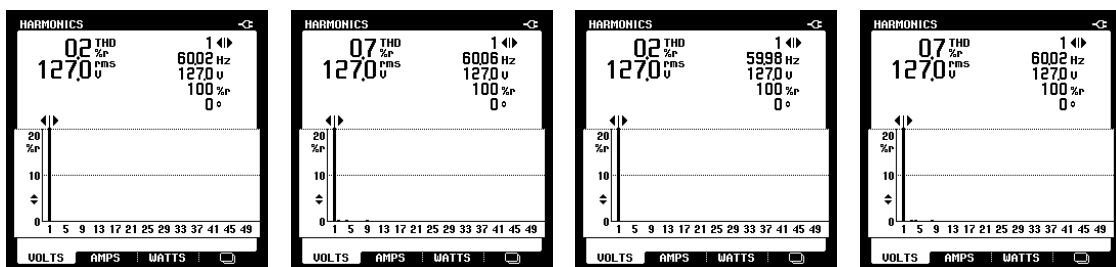 HARMONICS
0.2 THD %r
127.0 rms V
1
60.02 Hz
127.0 V
100 %r
0 °
20
%r
10
0
1 5 9 13 17 21 25 29 33 37 41 45 49
VOLTS AMPS WATTS
HARMONICS
0.7 THD %r
127.0 rms V
1
60.06 Hz
127.0 V
100 %r
0 °
20
%r
10
0
1 5 9 13 17 21 25 29 33 37 41 45 49
VOLTS AMPS WATTS
HARMONICS
0.2 THD %r
127.0 rms V
1
59.98 Hz
127.0 V
100 %r
0 °
20
%r
10
0
1 5 9 13 17 21 25 29 33 37 41 45 49
VOLTS AMPS WATTS
HARMONICS
0.7 THD %r
127.0 rms V
1
60.02 Hz
127.0 V
100 %r
0 °
20
%r
10
0
1 5 9 13 17 21 25 29 33 37 41 45 49
VOLTS AMPS WATTS